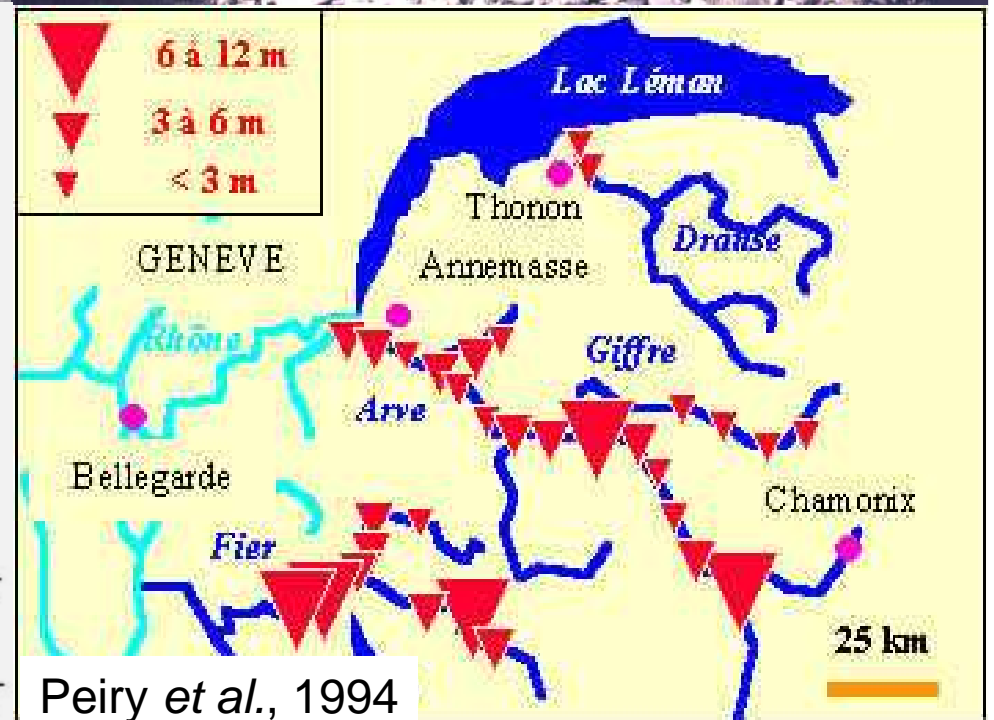 6 à 12 m
3 à 6 m
< 3 m
Lac Léman
Thonon
Dranse
GENEVE
Annemasse
Rhône
Giffre
Arve
Bellegarde
Chamonix
Fier
25 km
Peiry et al., 1994